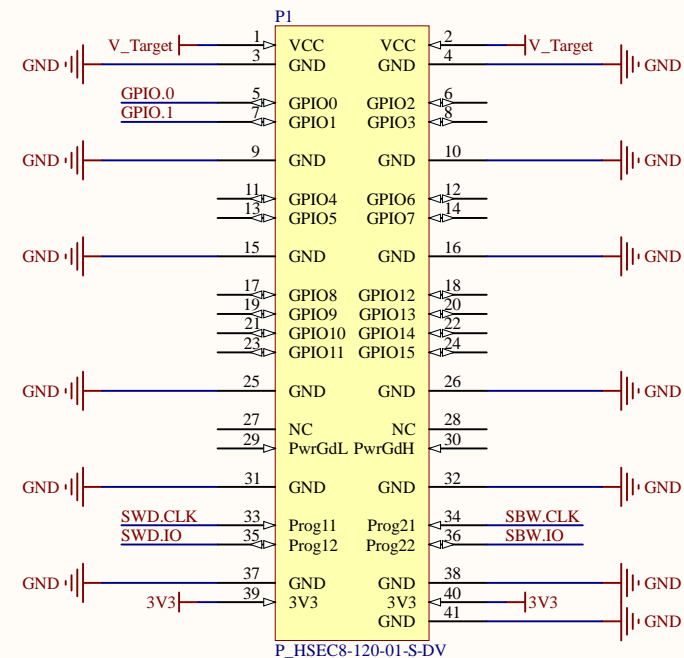 P1
V_Target 1 VCC VCC 2 V_Target
GND 3 GND GND 4 GND
GPIO.0 5 GPIO0 GPIO2 6
GPIO.1 7 GPIO1 GPIO3 8
GND 9 GND GND 10 GND
11 GPIO4 GPIO6 12
13 GPIO5 GPIO7 14
GND 15 GND GND 16 GND
17 GPIO8 GPIO12 18
19 GPIO9 GPIO13 20
21 GPIO10 GPIO14 22
23 GPIO11 GPIO15 24
GND 25 GND GND 26 GND
27 NC NC 28
29 PwrGdL PwrGdH 30
GND 31 GND GND 32 GND
SWD.CLK 33 Prog11 Prog21 34 SBW.CLK
SWD.IO 35 Prog12 Prog22 36 SBW.IO
GND 37 GND GND 38 GND
3V3 39 3V3 3V3 40 3V3
GND 41 GND
P_HSEC8-120-01-S-DV